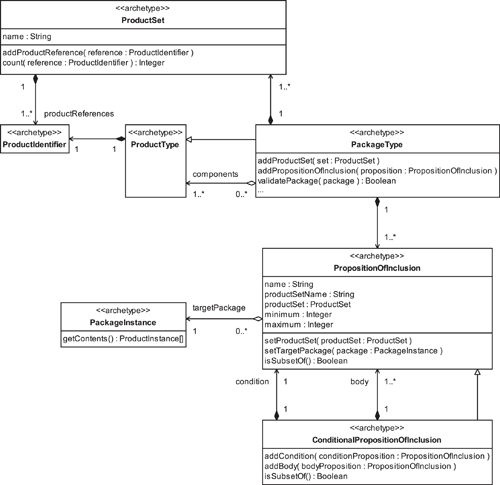 <<archetype>>
ProductSet
name : String
addProductReference( reference : ProductIdentifier )
count( reference : ProductIdentifier ) : Integer
1
1..*
1..* productReferences
1
<<archetype>>
ProductIdentifier
1
1
<<archetype>>
ProductType
components
1..*
0..*
<<archetype>>
PackageType
addProductSet( set : ProductSet )
addPropositionOfInclusion( proposition : PropositionOfInclusion )
validatePackage( package ) : Boolean
...
1
1..*
<<archetype>>
PropositionOfInclusion
name : String
productSetName : String
productSet : ProductSet
minimum : Integer
maximum : Integer
setProductSet( productSet : ProductSet )
setTargetPackage( package : PackageInstance )
isSubsetOf() : Boolean
targetPackage
1
0..*
<<archetype>>
PackageInstance
getContents() : ProductInstance[]
condition
1
body
1..*
1
1
<<archetype>>
ConditionalPropositionOfInclusion
addCondition( conditionProposition : PropositionOfInclusion )
addBody( bodyProposition : PropositionOfInclusion )
isSubsetOf() : Boolean